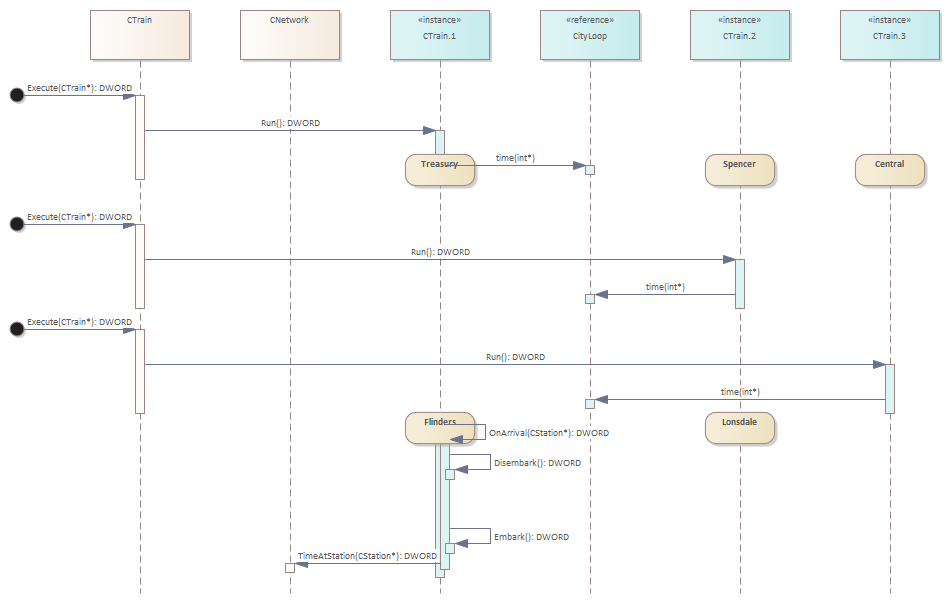 CTrain
CNetwork
«instance»
CTrain.1
«reference»
CityLoop
«instance»
CTrain.2
«instance»
CTrain.3
Execute(CTrain*): DWORD
Run(): DWORD
Treasury
time(int*)
Spencer
Central
Execute(CTrain*): DWORD
Run(): DWORD
time(int*)
Execute(CTrain*): DWORD
Run(): DWORD
time(int*)
Flinders
Lonsdale
OnArrival(CStation*): DWORD
Disembark(): DWORD
Embark(): DWORD
TimeAtStation(CStation*): DWORD